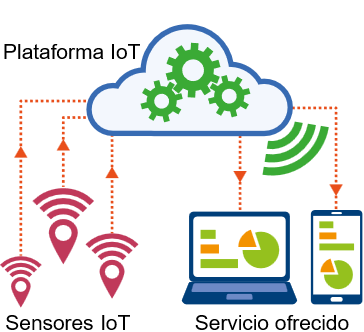 Plataforma IoT
Sensores IoT
Servicio ofrecido